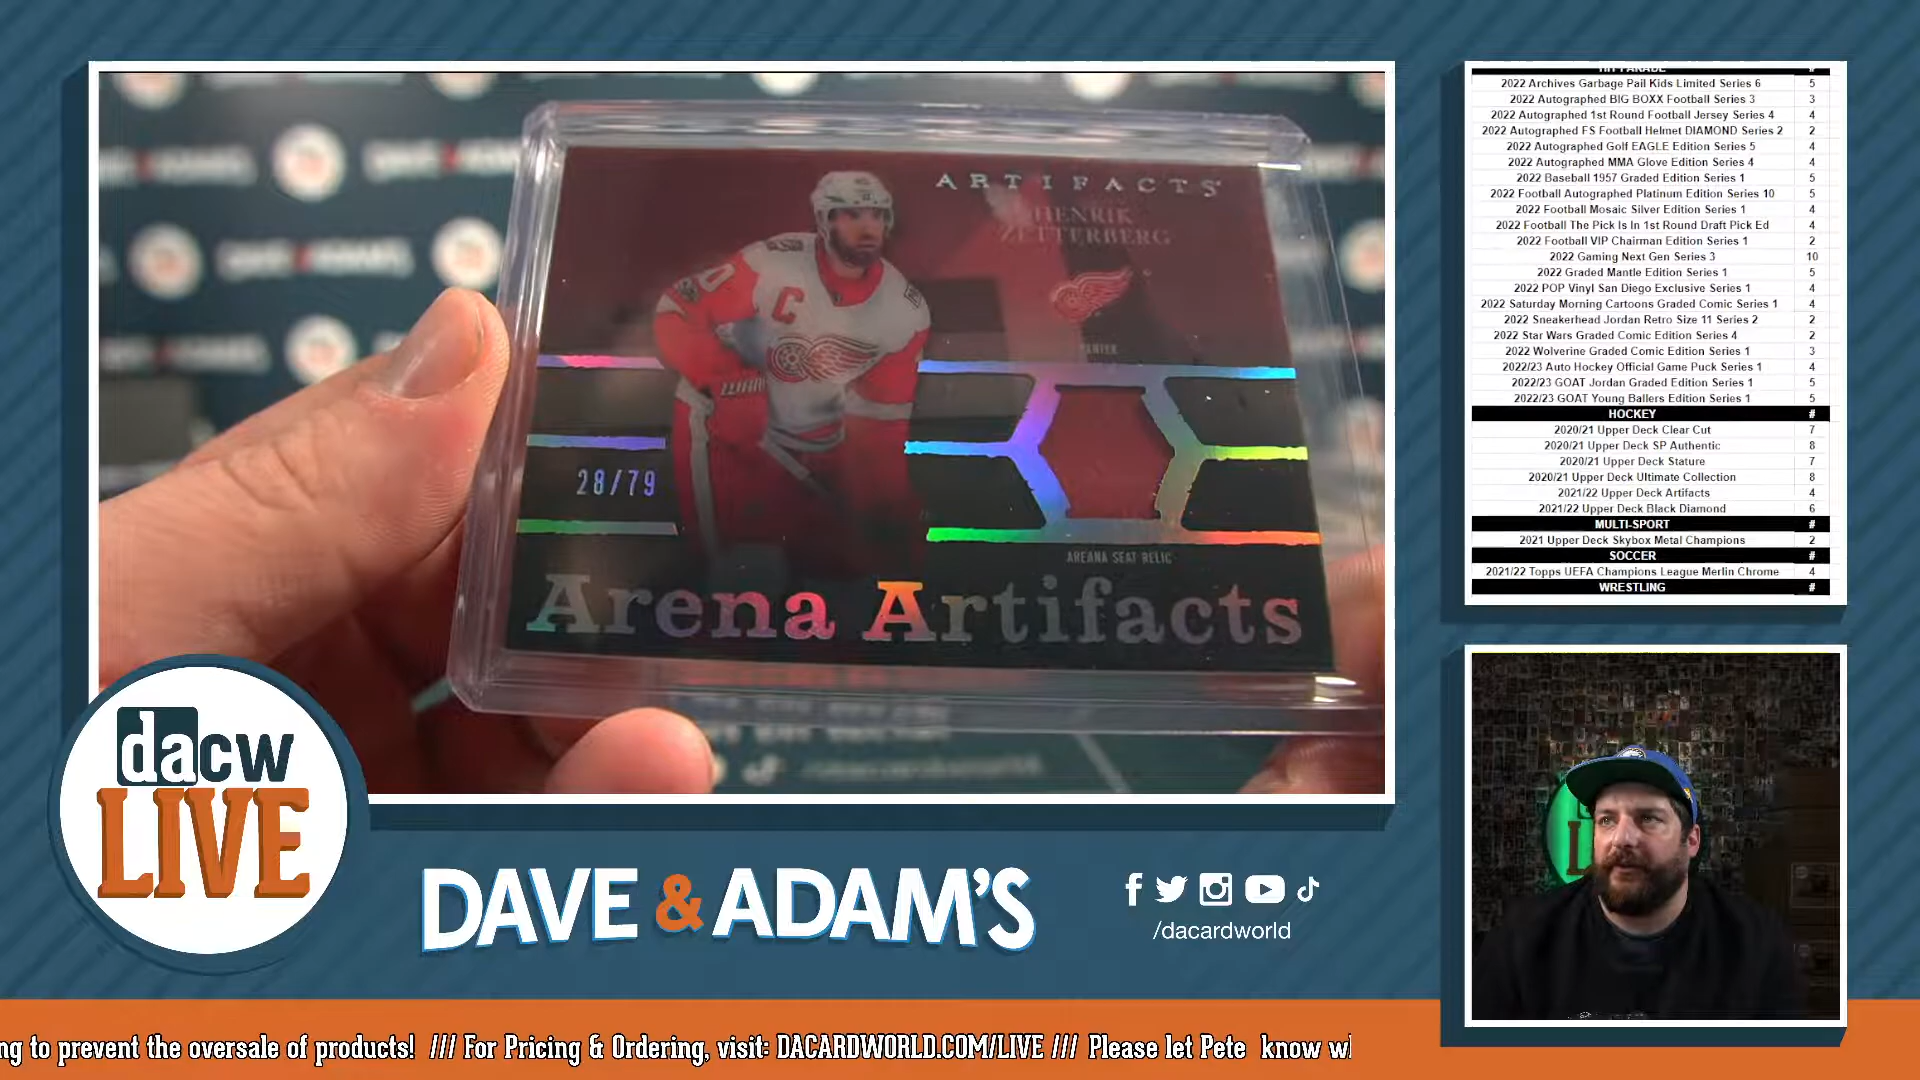 ARTIFACTS
HENRIK
ZETTERBERG
C
28/79
AREANA SEAT RELIC
Arena Artifacts
dacw
LIVE
DAVE & ADAM'S
/dacardworld
ng to prevent the oversale of products! /// For Pricing & Ordering, visit: DACARDWORLD.COM/LIVE /// Please let Pete know w
HIT PARADE #
2022 Archives Garbage Pail Kids Limited Series 6 5
2022 Autographed BIG BOXX Football Series 3 3
2022 Autographed 1st Round Football Jersey Series 4 4
2022 Autographed FS Football Helmet DIAMOND Series 2 2
2022 Autographed Golf EAGLE Edition Series 5 4
2022 Autographed MMA Glove Edition Series 4 4
2022 Baseball 1957 Graded Edition Series 1 5
2022 Football Autographed Platinum Edition Series 10 5
2022 Football Mosaic Silver Edition Series 1 4
2022 Football The Pick Is In 1st Round Draft Pick Ed 4
2022 Football VIP Chairman Edition Series 1 2
2022 Gaming Next Gen Series 3 10
2022 Graded Mantle Edition Series 1 5
2022 POP Vinyl San Diego Exclusive Series 1 4
2022 Saturday Morning Cartoons Graded Comic Series 1 4
2022 Sneakerhead Jordan Retro Size 11 Series 2 2
2022 Star Wars Graded Comic Edition Series 4 2
2022 Wolverine Graded Comic Edition Series 1 3
2022/23 Auto Hockey Official Game Puck Series 1 4
2022/23 GOAT Jordan Graded Edition Series 1 5
2022/23 GOAT Young Ballers Edition Series 1 5
HOCKEY #
2020/21 Upper Deck Clear Cut 7
2020/21 Upper Deck SP Authentic 8
2020/21 Upper Deck Stature 7
2020/21 Upper Deck Ultimate Collection 8
2021/22 Upper Deck Artifacts 4
2021/22 Upper Deck Black Diamond 6
MULTI-SPORT #
2021 Upper Deck Skybox Metal Champions 2
SOCCER #
2021/22 Topps UEFA Champions League Merlin Chrome 4
WRESTLING #